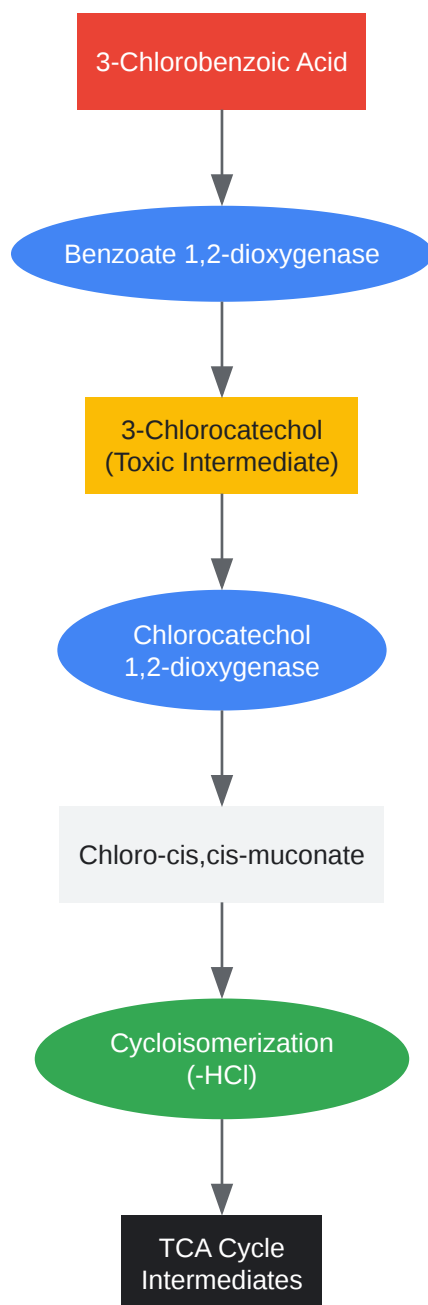 3-Chlorobenzoic Acid
Benzoate 1,2-dioxygenase
3-Chlorocatechol
(Toxic Intermediate)
Chlorocatechol
1,2-dioxygenase
Chloro-cis,cis-muconate
Cycloisomerization
(-HCl)
TCA Cycle
Intermediates